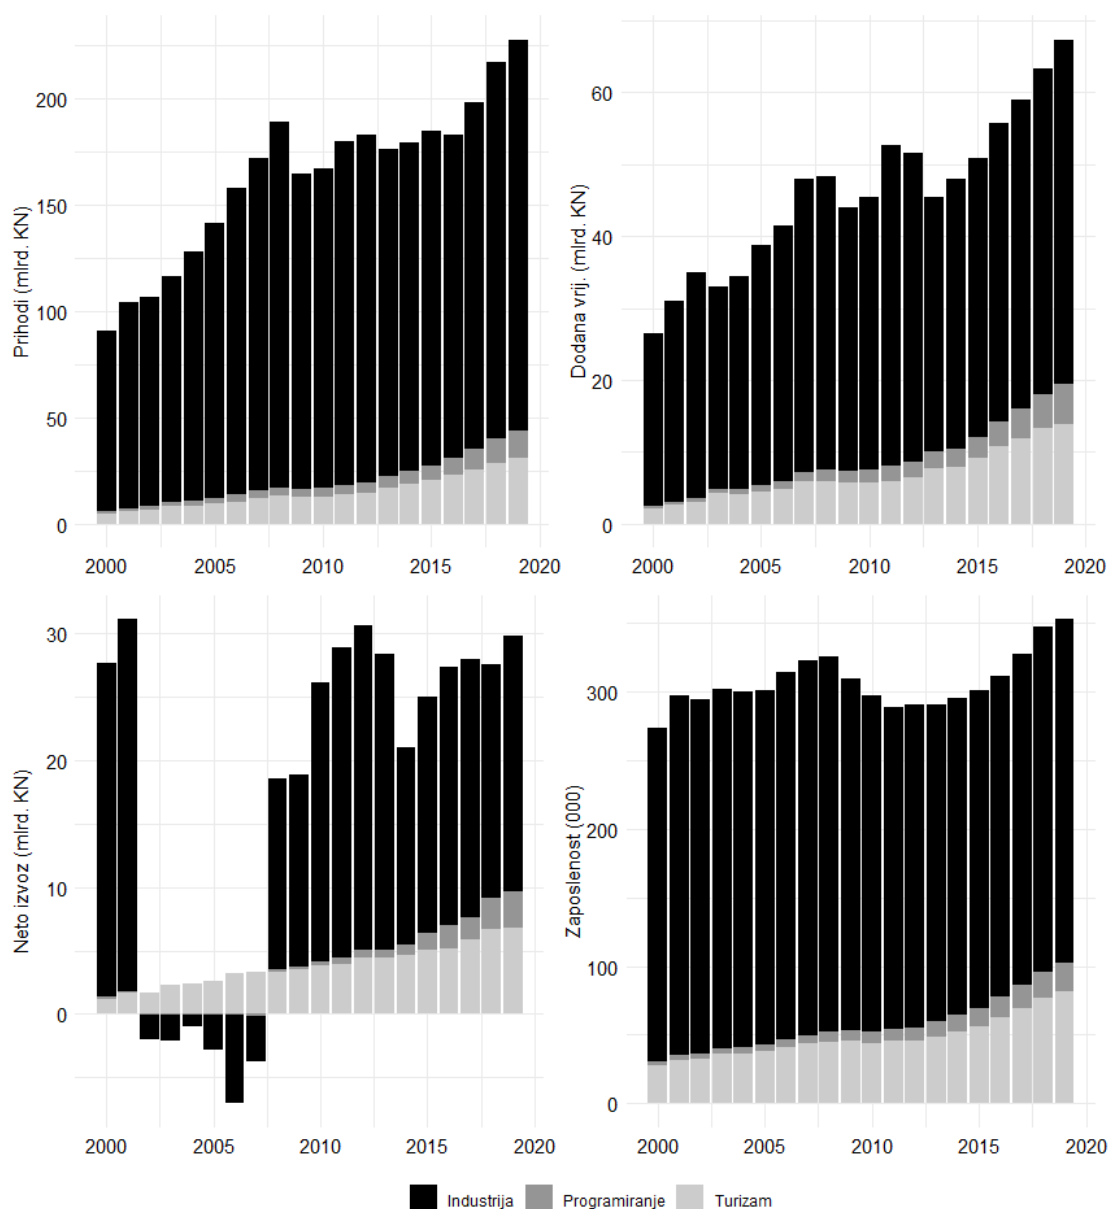 Prihodi (mlrd. KN)
200
150
100
50
0
2000 2005 2010 2015 2020
Dodana vrij. (mlrd. KN)
60
40
20
0
2000 2005 2010 2015 2020
Neto izvoz (mlrd. KN)
30
20
10
0
2000 2005 2010 2015 2020
Zaposlenost (000)
300
200
100
0
2000 2005 2010 2015 2020
Industrija Programiranje Turizam